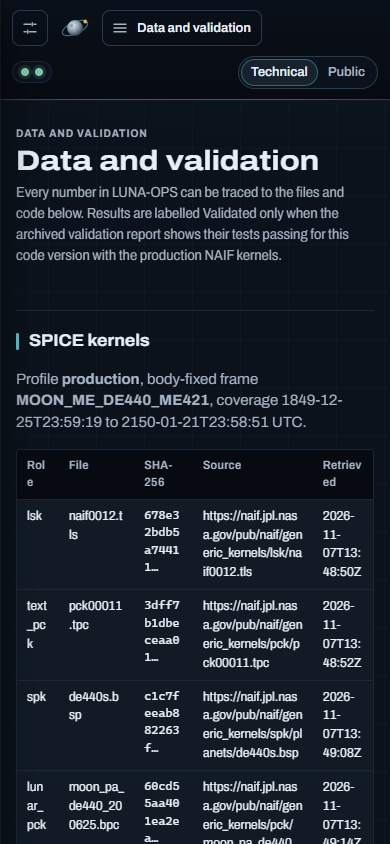 Data and validation
Technical Public
DATA AND VALIDATION
Data and validation
Every number in LUNA-OPS can be traced to the files and
code below. Results are labelled Validated only when the
archived validation report shows their tests passing for this
code version with the production NAIF kernels.
SPICE kernels
Profile production, body-fixed frame
MOON_ME_DE440_ME421, coverage 1849-12-
25T23:59:19 to 2150-01-21T23:58:51 UTC.
Rol
e
File
SHA-
256
Source
Retriev
ed
lsk
naif0012.t
ls
678e3
2bdb5
a7441
1…
https://naif.jpl.nas
a.gov/pub/naif/gen
eric_kernels/lsk/na
if0012.tls
2026-
11-
07T13:
48:50Z
text
_pc
k
pck00011
.tpc
3dff7
b1dbe
ceaa0
1…
https://naif.jpl.nas
a.gov/pub/naif/gen
eric_kernels/pck/p
ck00011.tpc
2026-
11-
07T13:
48:52Z
spk
de440s.b
sp
c1c7f
eeab8
82263
f…
https://naif.jpl.nas
a.gov/pub/naif/gen
eric_kernels/spk/pl
anets/de440s.bsp
2026-
11-
07T13:
49:08Z
lun
ar_
pck
moon_pa_
de440_20
0625.bpc
60cd5
5aa40
1ea2e
a…
https://naif.jpl.nas
a.gov/pub/naif/gen
eric_kernels/pck/
moon_pa_de440
2026-
11-
07T13:
49:14Z